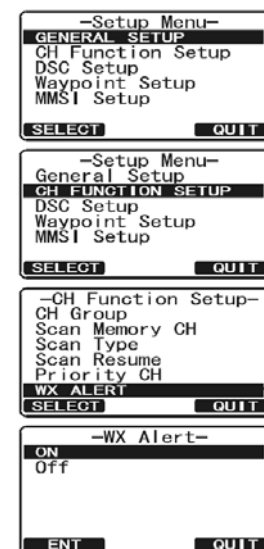 —Setup Menu—
GENERAL SETUP
CH Function Setup
DSC Setup
Waypoint Setup
MMSI Setup
SELECT QUIT
—Setup Menu—
General Setup
CH FUNCTION SETUP
DSC Setup
Waypoint Setup
MMSI Setup
SELECT QUIT
—CH Function Setup—
CH Group
Scan Memory CH
Scan Type
Scan Resume
Priority CH
WX ALERT
SELECT QUIT
—WX Alert—
ON
Off
ENT QUIT